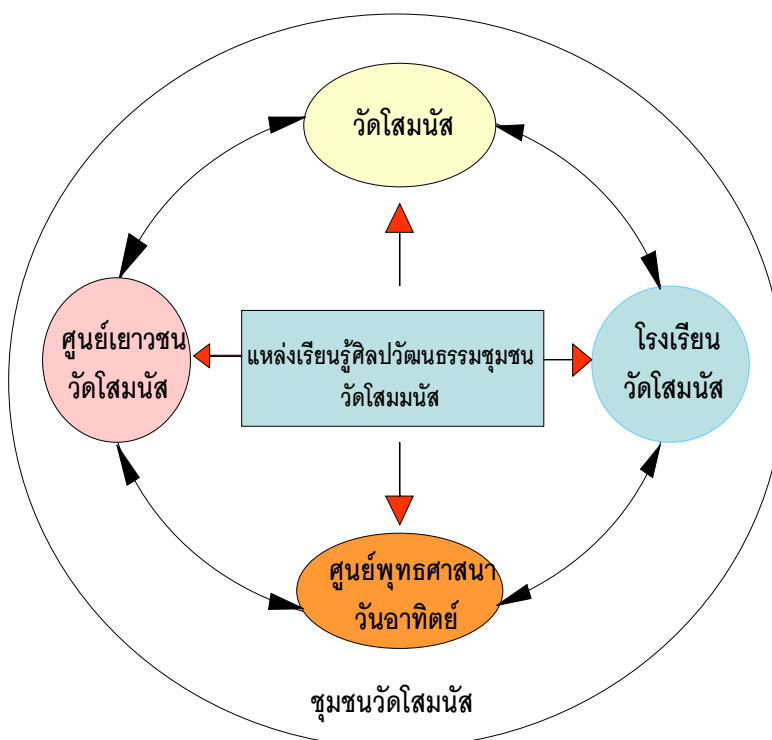 วัดโสมนัส
ศูนย์เยาวชน
วัดโสมนัส
แหล่งเรียนรู้ศิลปวัฒนธรรมชุมชน
วัดโสมมนัส
โรงเรียน
วัดโสมนัส
ศูนย์พุทธศาสนา
วันอาทิตย์
ชุมชนวัดโสมนัส